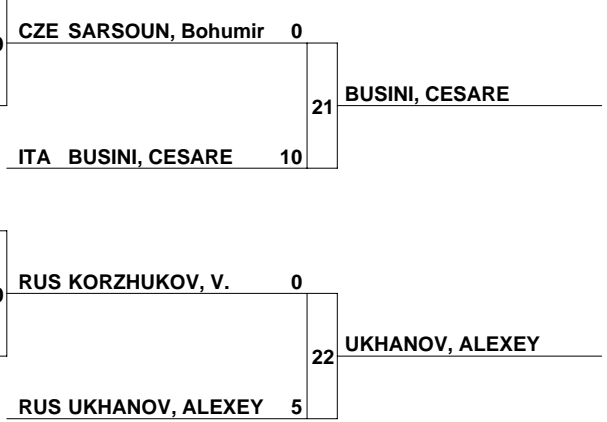 CZE SARSOUN, Bohumir 0
21 BUSINI, CESARE
ITA BUSINI, CESARE 10
RUS KORZHUKOV, V. 0
22 UKHANOV, ALEXEY
RUS UKHANOV, ALEXEY 5